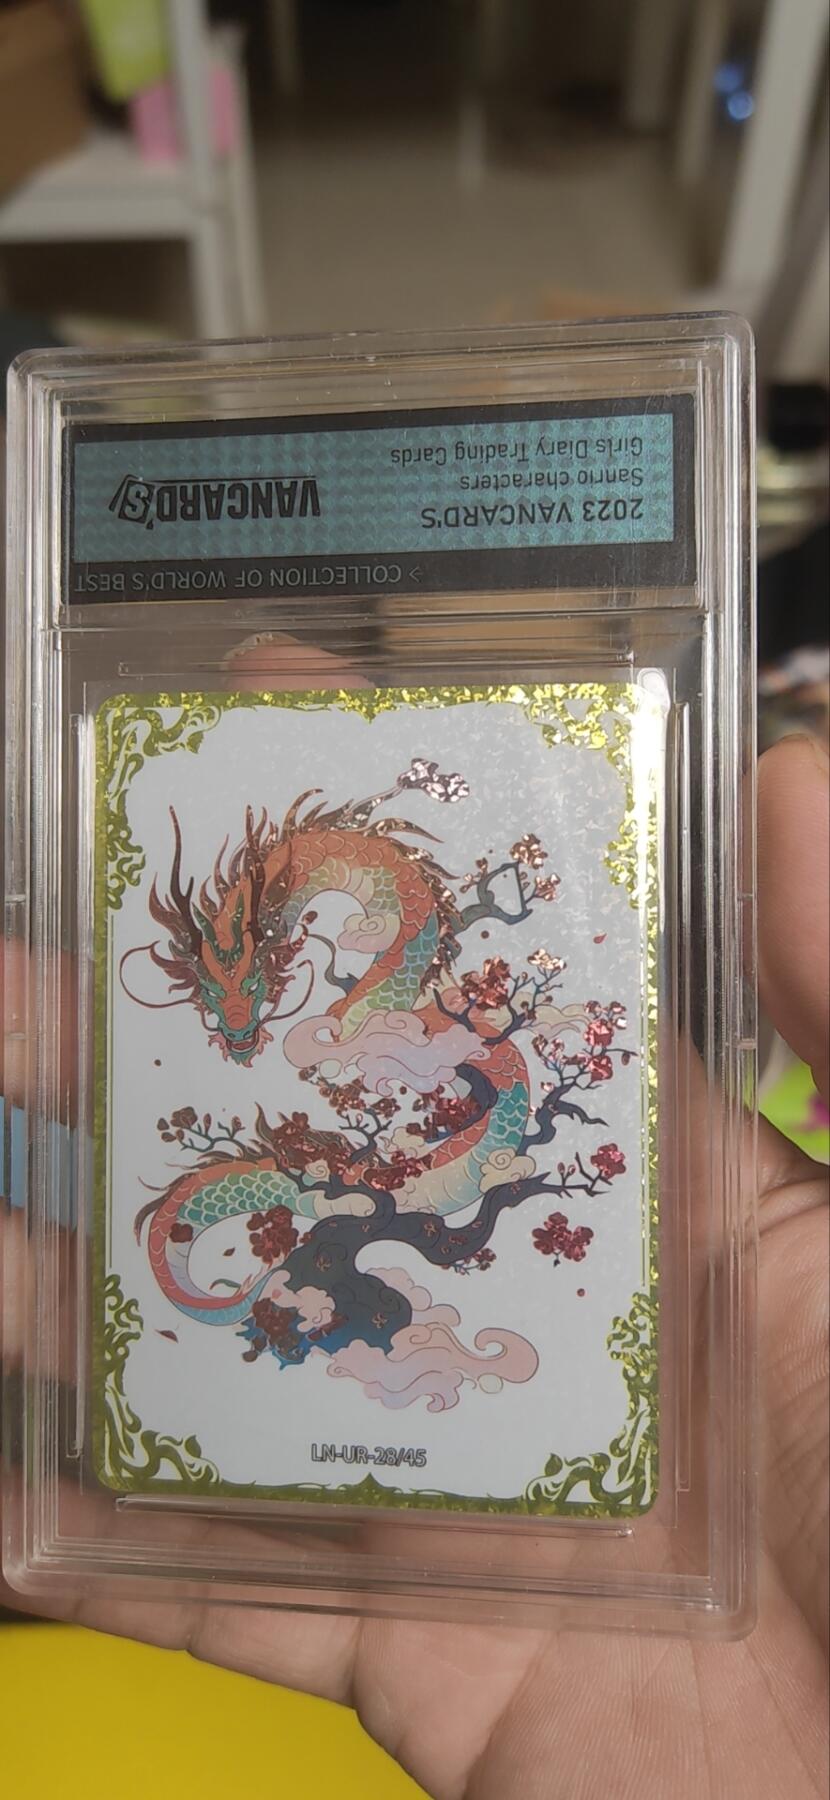 > COLLECTION OF WORLD'S BEST
2023 VANCARD'S
Sanrio characters
Girls Diary Trading Cards
VANCARD'S
LN-UR-28/45